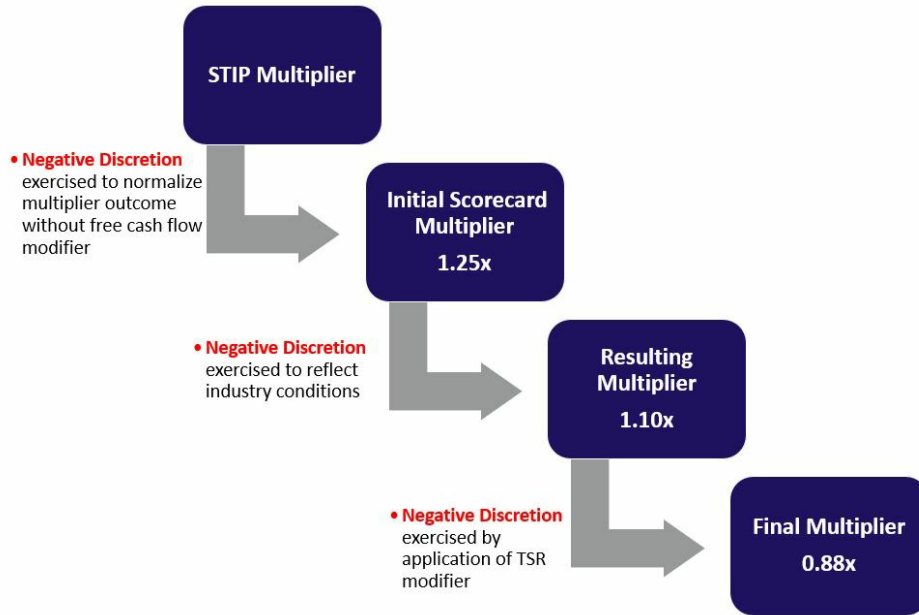 STIP Multiplier
• Negative Discretion
exercised to normalize
multiplier outcome
without free cash flow
modifier
Initial Scorecard
Multiplier
1.25x
• Negative Discretion
exercised to reflect
industry conditions
Resulting
Multiplier
1.10x
• Negative Discretion
exercised by
application of TSR
modifier
Final Multiplier
0.88x